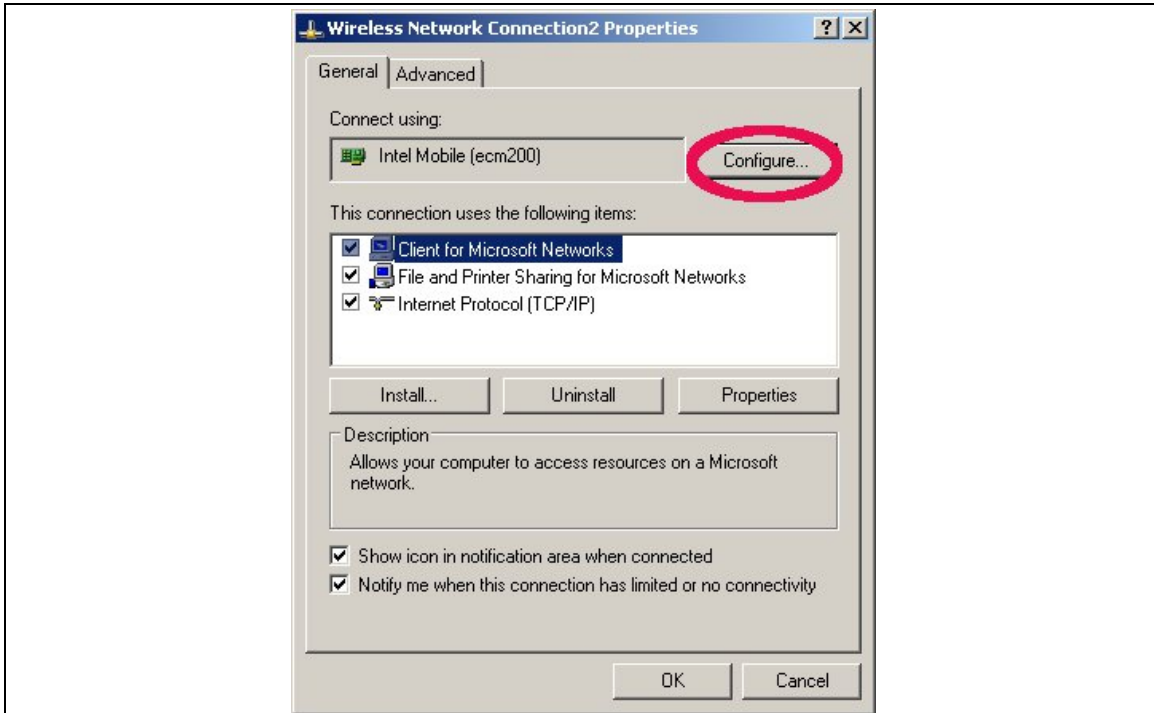 Wireless Network Connection2 Properties
General Advanced
Connect using:
Intel Mobile (ecm200) Configure...
This connection uses the following items:
Client for Microsoft Networks
File and Printer Sharing for Microsoft Networks
Internet Protocol (TCP/IP)
Install... Uninstall Properties
Description
Allows your computer to access resources on a Microsoft
network.
Show icon in notification area when connected
Notify me when this connection has limited or no connectivity
OK Cancel